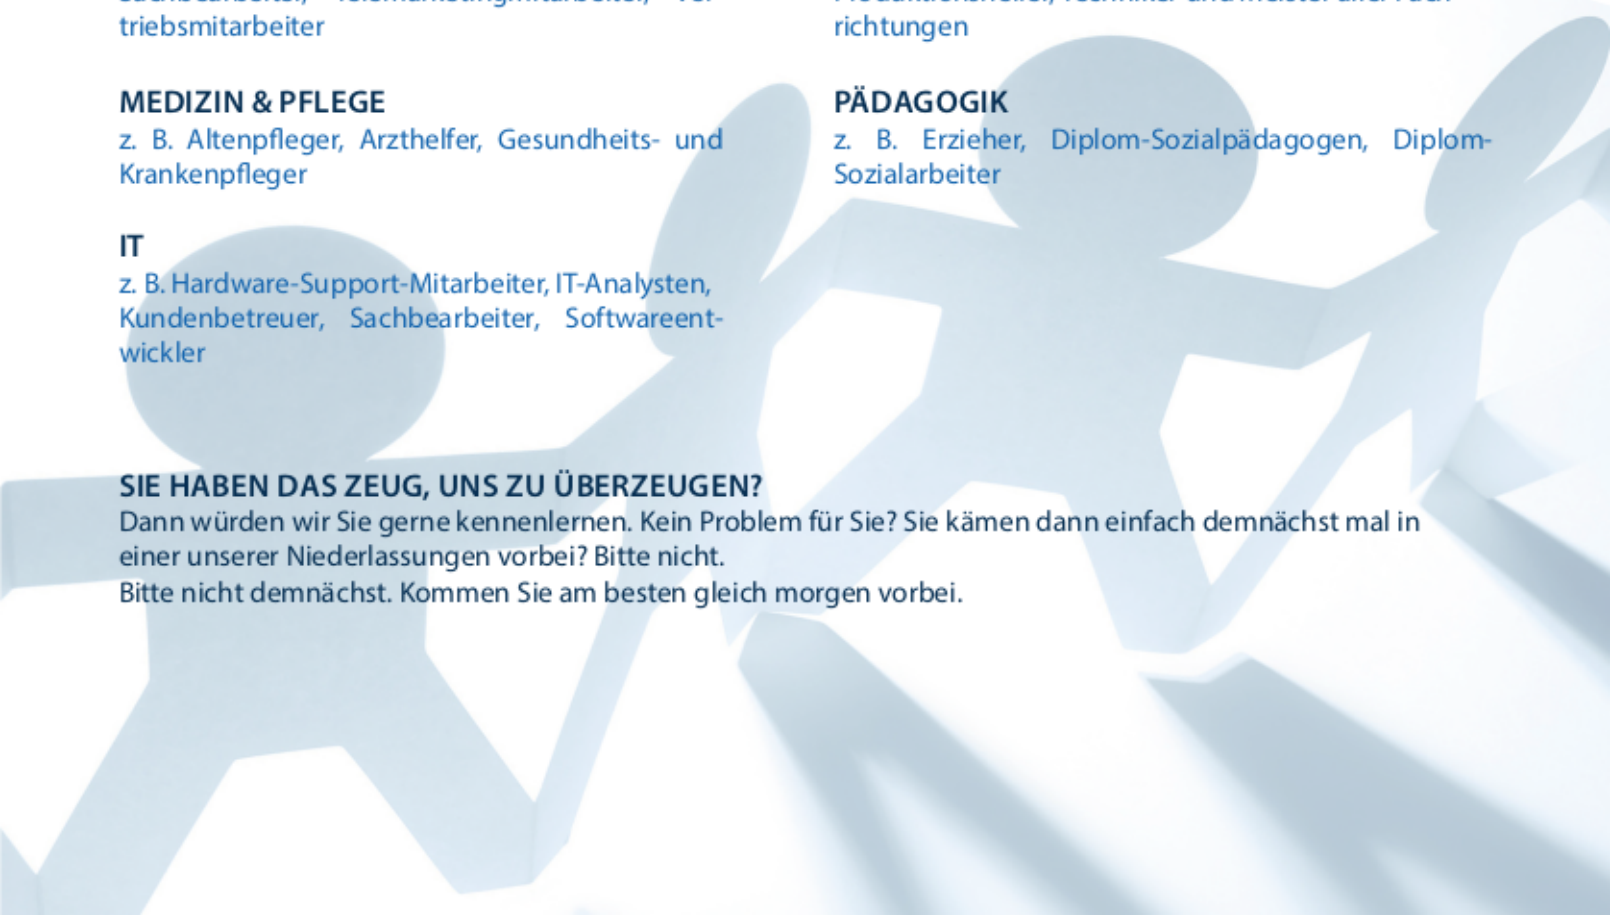 triebsmitarbeiter
MEDIZIN & PFLEGE
z. B. Altenpfleger, Arzthelfer, Gesundheits- und
Krankenpfleger
IT
z. B. Hardware-Support-Mitarbeiter, IT-Analysten,
Kundenbetreuer, Sachbearbeiter, Softwareent-
wickler
richtungen
PÄDAGOGIK
z. B. Erzieher, Diplom-Sozialpädagogen, Diplom-
Sozialarbeiter
SIE HABEN DAS ZEUG, UNS ZU ÜBERZEUGEN?
Dann würden wir Sie gerne kennenlernen. Kein Problem für Sie? Sie kämen dann einfach demnächst mal in
einer unserer Niederlassungen vorbei? Bitte nicht.
Bitte nicht demnächst. Kommen Sie am besten gleich morgen vorbei.